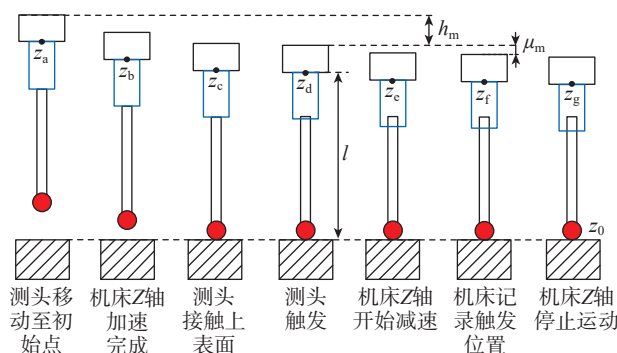 h_m
μ_m
z_a
z_b
z_c
z_d
z_e
z_f
z_g
l
z_0
测头移
动至初
始点
机床Z轴
加速
完成
测头
接触上
表面
测头
触发
机床Z轴
开始减速
机床记
录触发
位置
机床Z轴
停止运动